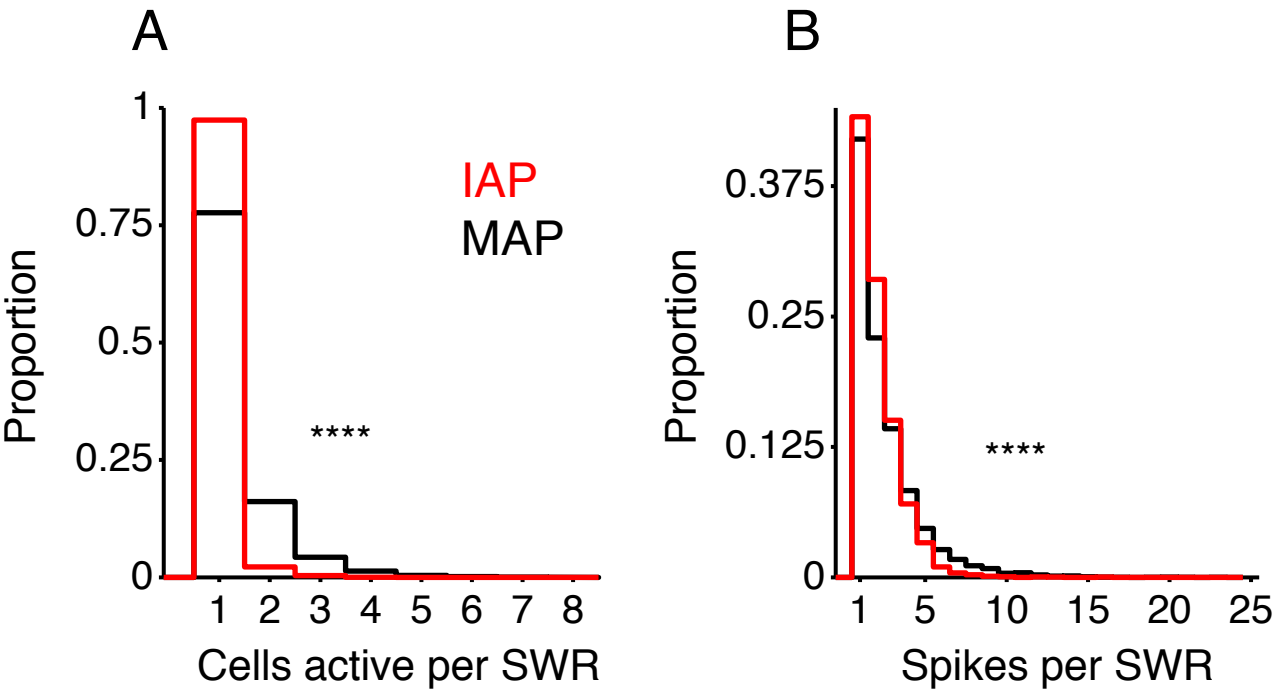 A
1
0.75
0.5
0.25
0
Proportion
IAP
MAP
****
1 2 3 4 5 6 7 8
Cells active per SWR
B
0.375
0.25
0.125
0
Proportion
****
1 5 10 15 20 25
Spikes per SWR